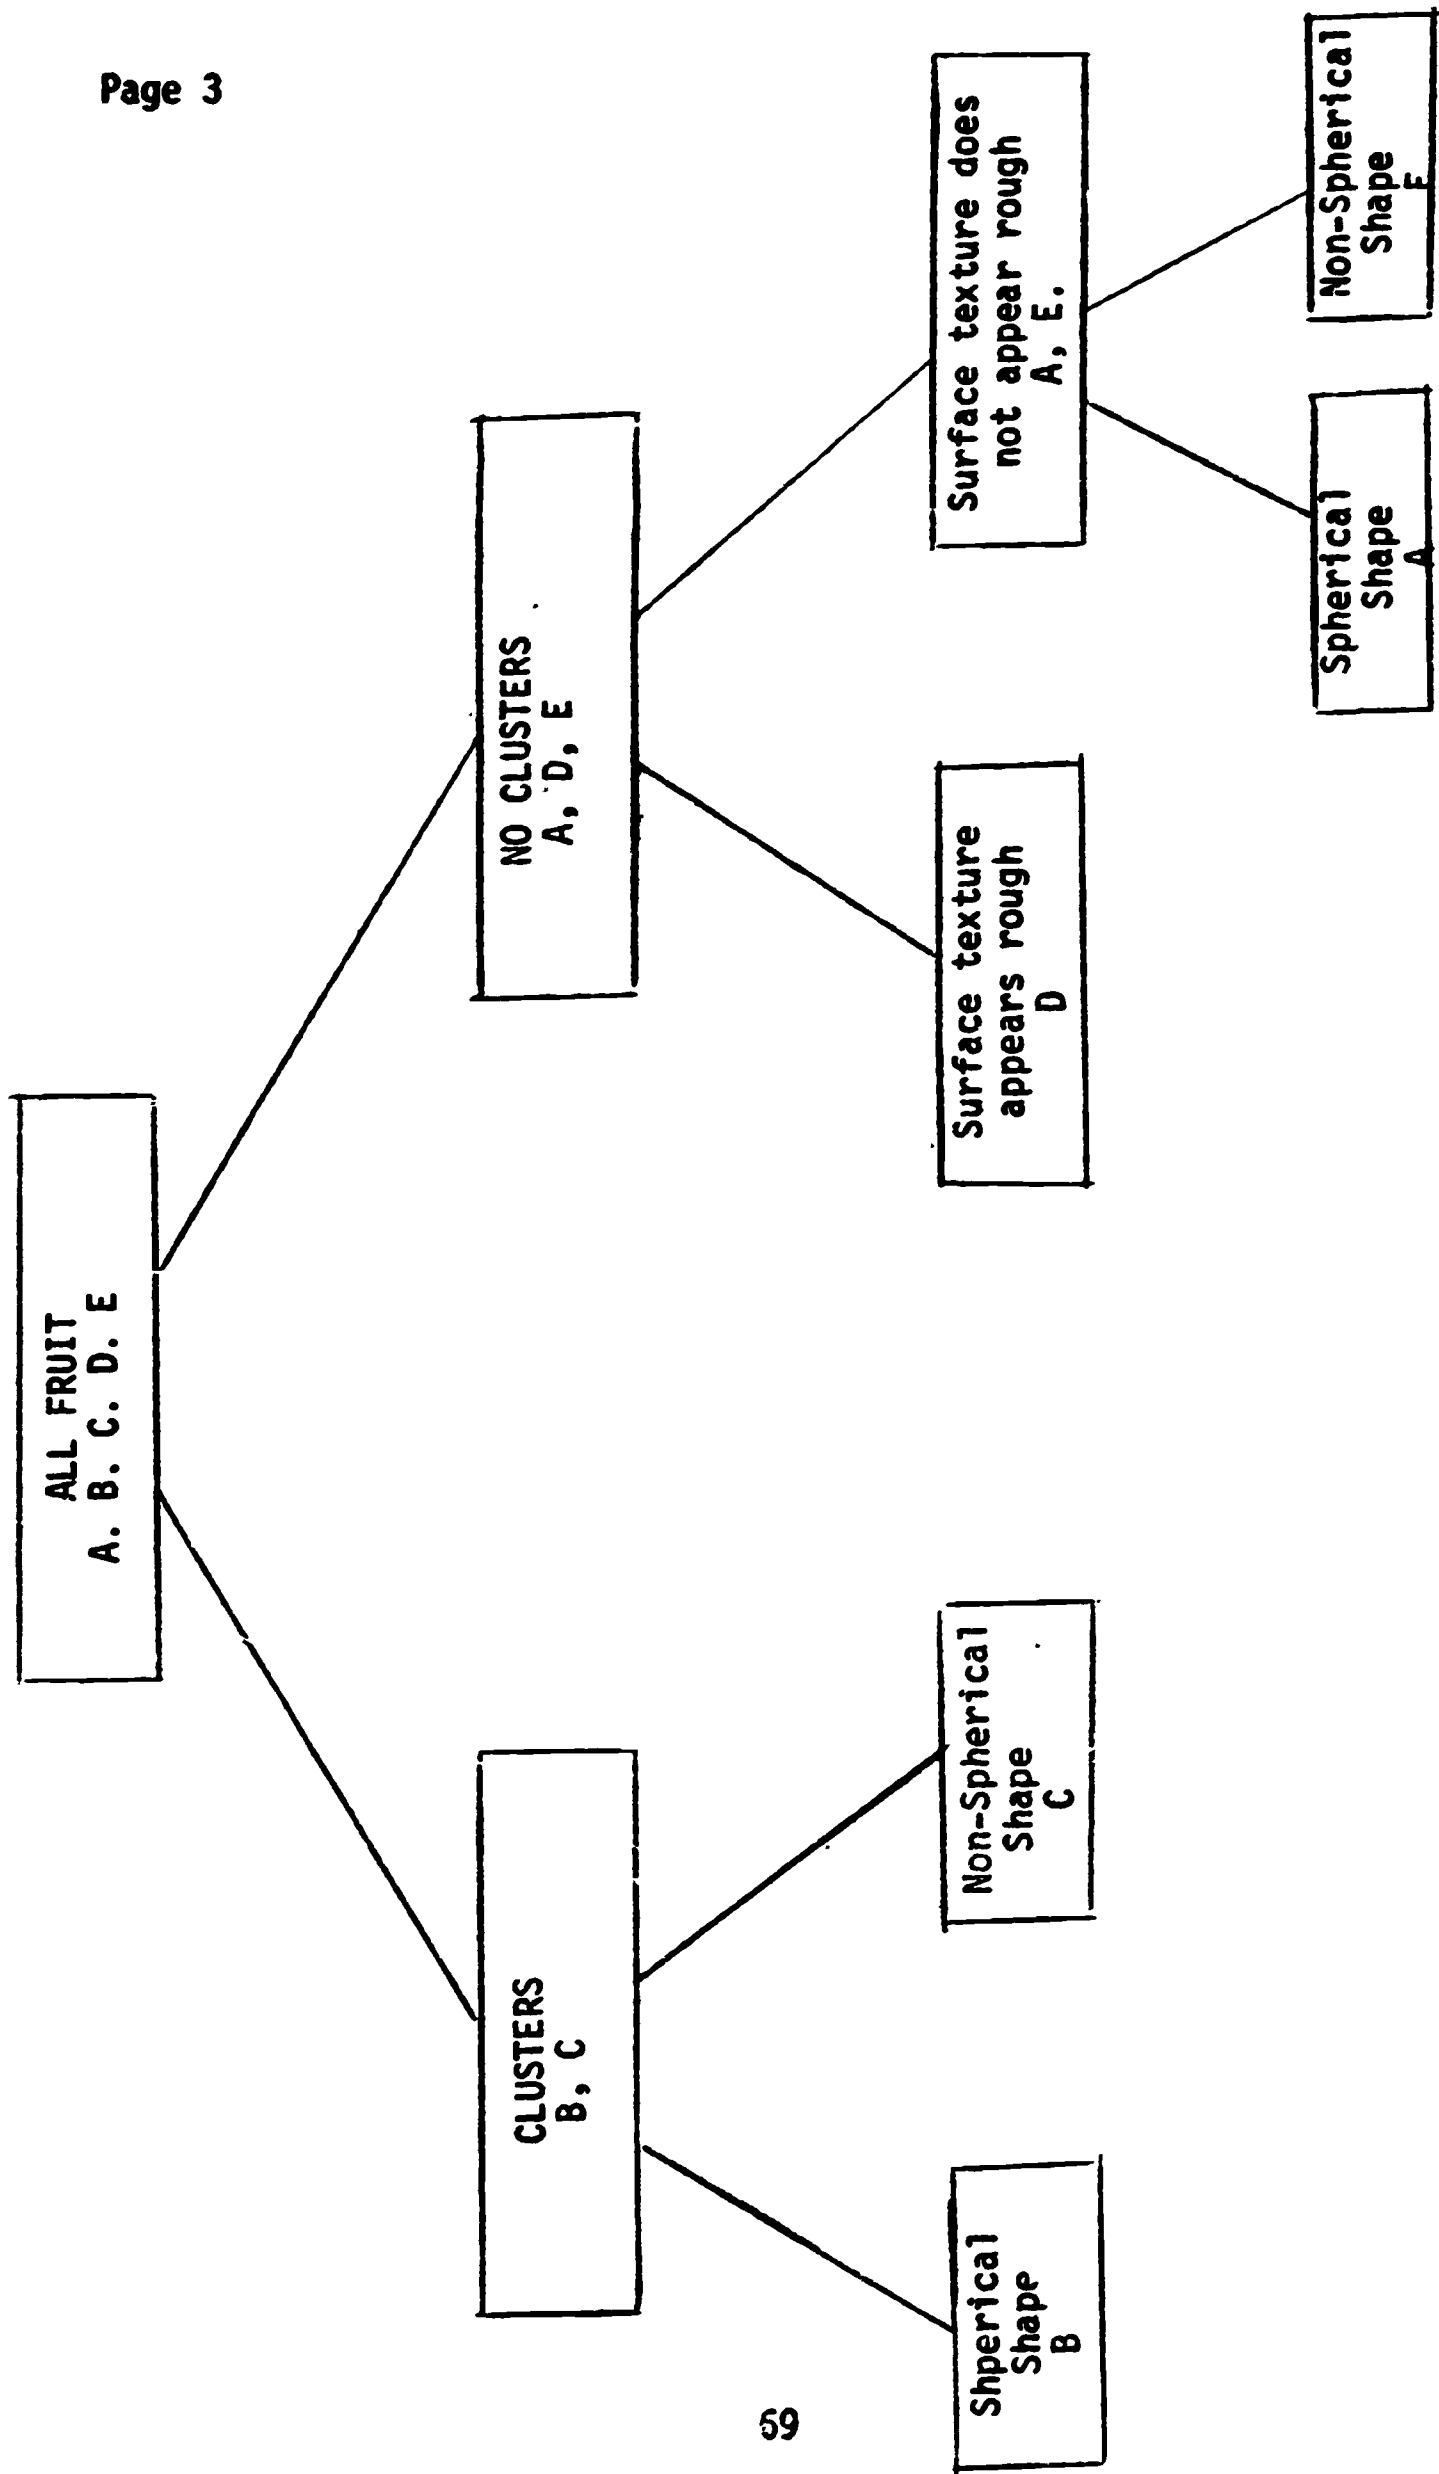 Page 3
ALL FRUIT
A. B. C. D. E
CLUSTERS
B, C
NO CLUSTERS
A, D, E
Shperical
Shape
B
Non-Spherical
Shape
C
Surface texture
appears rough
D
Surface texture does
not appear rough
A, E.
Spherical
Shape
A
Non-Spherical
Shape
E
69